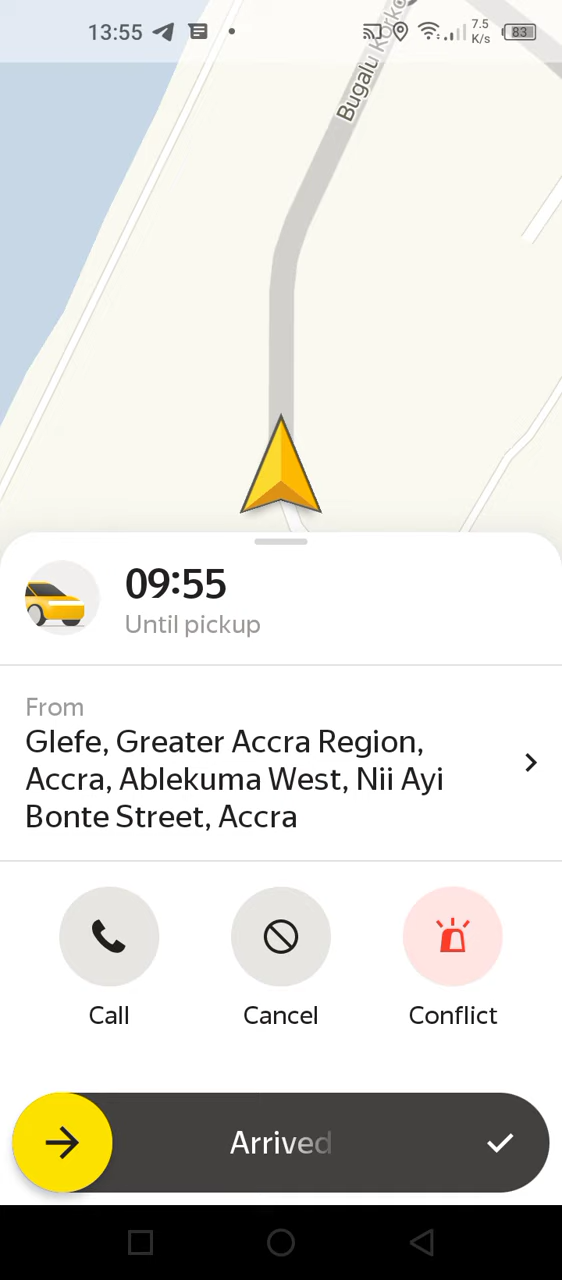 13:55
7.5
K/s
83
Bugalu Korko
09:55
Until pickup
From
Glefe, Greater Accra Region,
Accra, Ablekuma West, Nii Ayi
Bonte Street, Accra
Call
Cancel
Conflict
Arrived